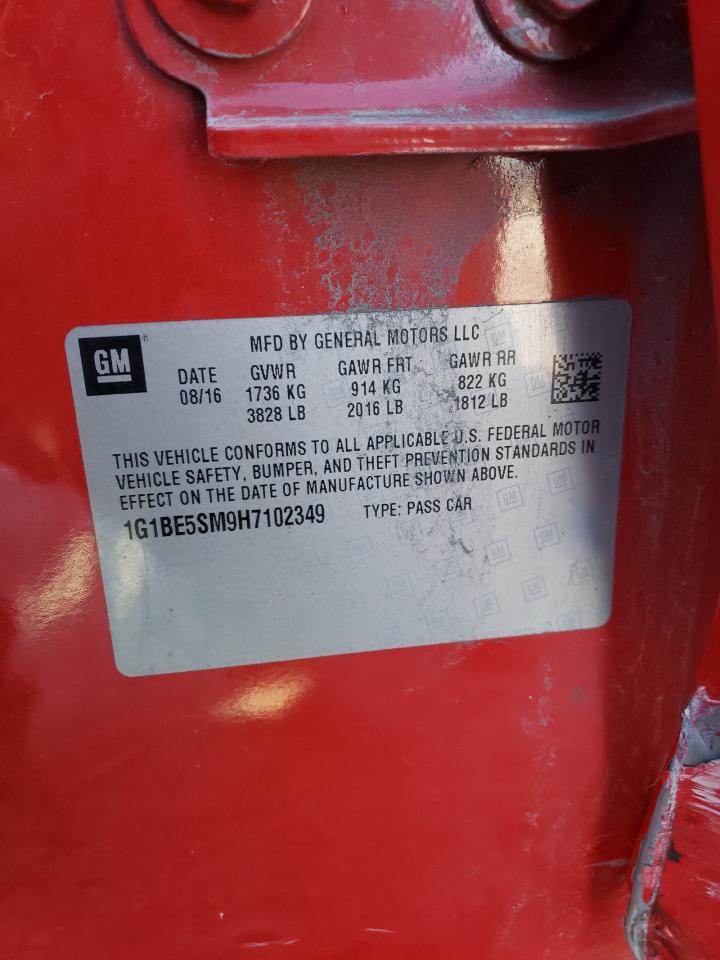 GM
MFD BY GENERAL MOTORS LLC
DATE GVWR GAWR FRT GAWR RR
08/16 1736 KG 914 KG 822 KG
3828 LB 2016 LB 1812 LB
THIS VEHICLE CONFORMS TO ALL APPLICABLE U.S. FEDERAL MOTOR
VEHICLE SAFETY, BUMPER, AND THEFT PREVENTION STANDARDS IN
EFFECT ON THE DATE OF MANUFACTURE SHOWN ABOVE.
1G1BE5SM9H7102349 TYPE: PASS CAR